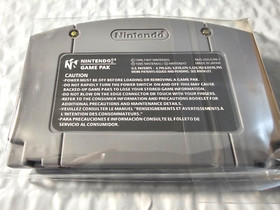 Nintendo
NINTENDO64
GAME PAK
CAUTION
• POWER MUST BE OFF BEFORE LOADING OR REMOVING A GAME PAK.
• DO NOT RAPIDLY TURN THE POWER SWITCH ON AND OFF. THIS MAY CAUSE
BACKED-UP GAME PAKS TO LOSE YOUR STORED GAME INFORMATION.
• DO NOT BLOW ON THE EDGE CONNECTOR OR TOUCH WITH YOUR FINGERS.
• REFER TO THE CONSUMER INFORMATION AND PRECAUTIONS BOOKLET FOR
ADDITIONAL PRECAUTIONS AND MAINTENANCE DETAILS.
• VEUILLEZ CONSULTER LE MANUEL "RENSEIGNEMENTS ET AVERTISSEMENTS
A L'INTENTION DES CONSOMMATEURS."
• PARA PRECAUCIONES E INFORMACION CONSULTE EL FOLLETO DE
SERVICIO AL CONSUMIDOR.